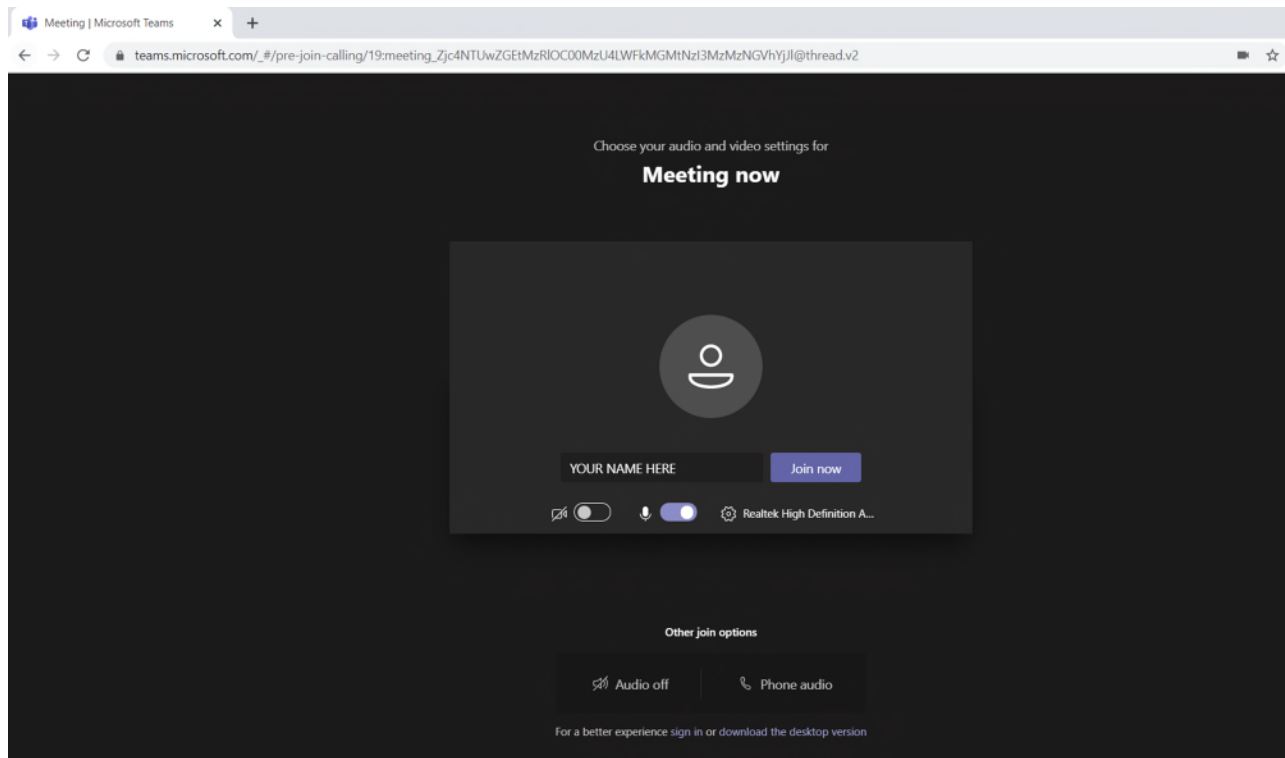 Meeting | Microsoft Teams
teams.microsoft.com/_#/pre-join-calling/19:meeting_Zjc4NTUwZGEtMzRlOC00MzU4LWFkMGMtNzI3MzMzNGVhYjJl@thread.v2
Choose your audio and video settings for
Meeting now
YOUR NAME HERE
Join now
Realtek High Definition A...
Other join options
Audio off
Phone audio
For a better experience sign in or download the desktop version